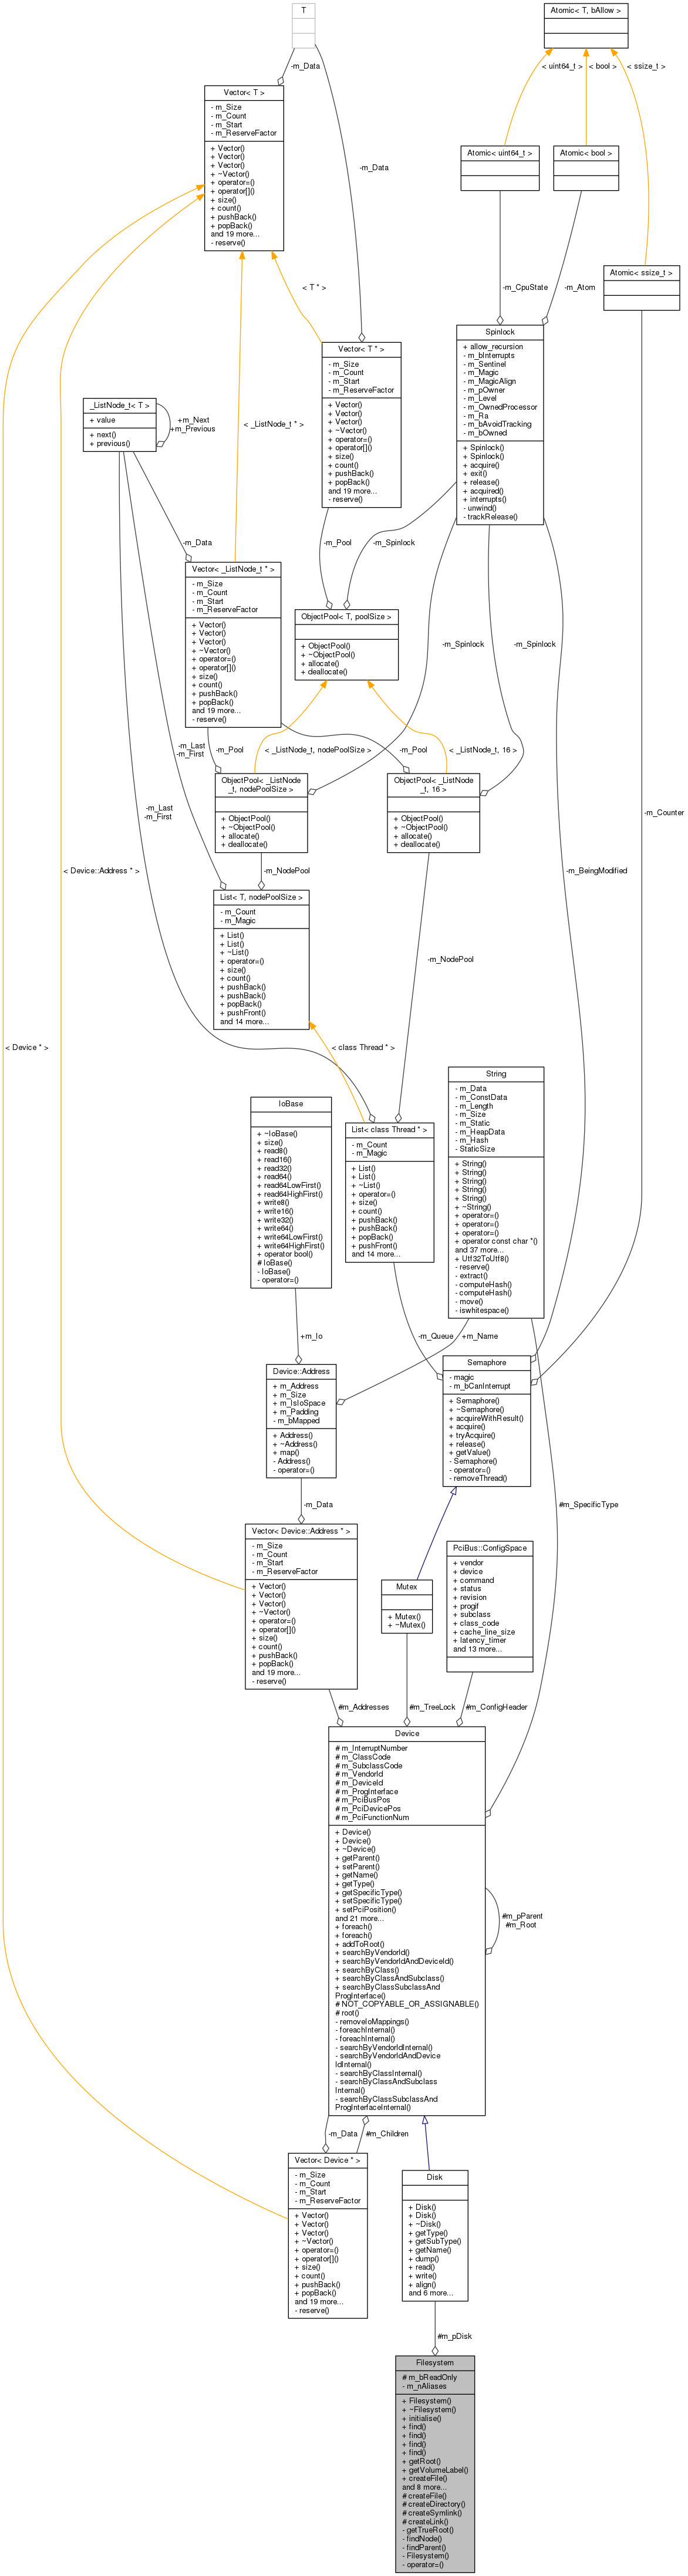 T
Atomic< T, bAllow >
-m_Data
< uint64_t >
< bool >
< ssize_t >
Vector< T >
- m_Size
- m_Count
- m_Start
- m_ReserveFactor
+ Vector()
+ Vector()
+ Vector()
+ ~Vector()
+ operator=()
+ operator[]()
+ size()
+ count()
+ pushBack()
+ popBack()
and 19 more...
- reserve()
-m_Data
Atomic< uint64_t >
Atomic< bool >
Atomic< ssize_t >
< T * >
-m_CpuState
-m_Atom
Vector< T * >
- m_Size
- m_Count
- m_Start
- m_ReserveFactor
+ Vector()
+ Vector()
+ Vector()
+ ~Vector()
+ operator=()
+ operator[]()
+ size()
+ count()
+ pushBack()
+ popBack()
and 19 more...
- reserve()
Spinlock
+ allow_recursion
- m_bInterrupts
- m_Sentinel
- m_Magic
- m_MagicAlign
- m_pOwner
- m_Level
- m_OwnedProcessor
- m_Ra
- m_bAvoidTracking
- m_bOwned
+ Spinlock()
+ Spinlock()
+ acquire()
+ exit()
+ release()
+ acquired()
+ interrupts()
- unwind()
- trackRelease()
_ListNode_t< T >
+ value
+ next()
+ previous()
+m_Next
+m_Previous
< _ListNode_t * >
-m_Data
-m_Pool
-m_Spinlock
Vector< _ListNode_t * >
- m_Size
- m_Count
- m_Start
- m_ReserveFactor
+ Vector()
+ Vector()
+ Vector()
+ ~Vector()
+ operator=()
+ operator[]()
+ size()
+ count()
+ pushBack()
+ popBack()
and 19 more...
- reserve()
ObjectPool< T, poolSize >
+ ObjectPool()
+ ~ObjectPool()
+ allocate()
+ deallocate()
-m_Spinlock
-m_Spinlock
-m_Last
-m_First
-m_Pool
< _ListNode_t, nodePoolSize >
-m_Pool
< _ListNode_t, 16 >
ObjectPool< _ListNode
_t, nodePoolSize >
+ ObjectPool()
+ ~ObjectPool()
+ allocate()
+ deallocate()
ObjectPool< _ListNode
_t, 16 >
+ ObjectPool()
+ ~ObjectPool()
+ allocate()
+ deallocate()
-m_Last
-m_First
-m_Counter
< Device::Address * >
-m_NodePool
-m_BeingModified
List< T, nodePoolSize >
- m_Count
- m_Magic
+ List()
+ List()
+ ~List()
+ operator=()
+ size()
+ count()
+ pushBack()
+ pushBack()
+ popBack()
+ pushFront()
and 14 more...
-m_NodePool
< Device * >
< class Thread * >
IoBase
+ ~IoBase()
+ size()
+ read8()
+ read16()
+ read32()
+ read64()
+ read64LowFirst()
+ read64HighFirst()
+ write8()
+ write16()
+ write32()
+ write64()
+ write64LowFirst()
+ write64HighFirst()
+ operator bool()
# IoBase()
- IoBase()
- operator=()
List< class Thread * >
- m_Count
- m_Magic
+ List()
+ List()
+ ~List()
+ operator=()
+ size()
+ count()
+ pushBack()
+ pushBack()
+ popBack()
+ pushFront()
and 14 more...
String
- m_Data
- m_ConstData
- m_Length
- m_Size
- m_Static
- m_HeapData
- m_Hash
- StaticSize
+ String()
+ String()
+ String()
+ String()
+ String()
+ ~String()
+ operator=()
+ operator=()
+ operator=()
+ operator const char *()
and 37 more...
+ Utf32ToUtf8()
- reserve()
- extract()
- computeHash()
- computeHash()
- move()
- iswhitespace()
+m_Io
-m_Queue
+m_Name
Device::Address
+ m_Address
+ m_Size
+ m_IsIoSpace
+ m_Padding
- m_bMapped
+ Address()
+ ~Address()
+ map()
- Address()
- operator=()
Semaphore
- magic
- m_bCanInterrupt
+ Semaphore()
+ ~Semaphore()
+ acquireWithResult()
+ acquire()
+ tryAcquire()
+ release()
+ getValue()
- Semaphore()
- operator=()
- removeThread()
-m_Data
#m_SpecificType
Vector< Device::Address * >
- m_Size
- m_Count
- m_Start
- m_ReserveFactor
+ Vector()
+ Vector()
+ Vector()
+ ~Vector()
+ operator=()
+ operator[]()
+ size()
+ count()
+ pushBack()
+ popBack()
and 19 more...
- reserve()
Mutex
+ Mutex()
+ ~Mutex()
PciBus::ConfigSpace
+ vendor
+ device
+ command
+ status
+ revision
+ progif
+ subclass
+ class_code
+ cache_line_size
+ latency_timer
and 13 more...
#m_Addresses
#m_TreeLock
#m_ConfigHeader
Device
# m_InterruptNumber
# m_ClassCode
# m_SubclassCode
# m_VendorId
# m_DeviceId
# m_ProgInterface
# m_PciBusPos
# m_PciDevicePos
# m_PciFunctionNum
+ Device()
+ Device()
+ ~Device()
+ getParent()
+ setParent()
+ getName()
+ getType()
+ getSpecificType()
+ setSpecificType()
+ setPciPosition()
and 21 more...
+ foreach()
+ foreach()
+ addToRoot()
+ searchByVendorId()
+ searchByVendorIdAndDeviceId()
+ searchByClass()
+ searchByClassAndSubclass()
+ searchByClassSubclassAnd
ProgInterface()
# NOT_COPYABLE_OR_ASSIGNABLE()
# root()
- removeIoMappings()
- foreachInternal()
- foreachInternal()
- searchByVendorIdInternal()
- searchByVendorIdAndDevice
IdInternal()
- searchByClassInternal()
- searchByClassAndSubclass
Internal()
- searchByClassSubclassAnd
ProgInterfaceInternal()
#m_pParent
#m_Root
-m_Data
#m_Children
Vector< Device * >
- m_Size
- m_Count
- m_Start
- m_ReserveFactor
+ Vector()
+ Vector()
+ Vector()
+ ~Vector()
+ operator=()
+ operator[]()
+ size()
+ count()
+ pushBack()
+ popBack()
and 19 more...
- reserve()
Disk
+ Disk()
+ Disk()
+ ~Disk()
+ getType()
+ getSubType()
+ getName()
+ dump()
+ read()
+ write()
+ align()
and 6 more...
#m_pDisk
Filesystem
# m_bReadOnly
- m_nAliases
+ Filesystem()
+ ~Filesystem()
+ initialise()
+ find()
+ find()
+ find()
+ find()
+ getRoot()
+ getVolumeLabel()
+ createFile()
and 8 more...
# createFile()
# createDirectory()
# createSymlink()
# createLink()
- getTrueRoot()
- findNode()
- findParent()
- Filesystem()
- operator=()